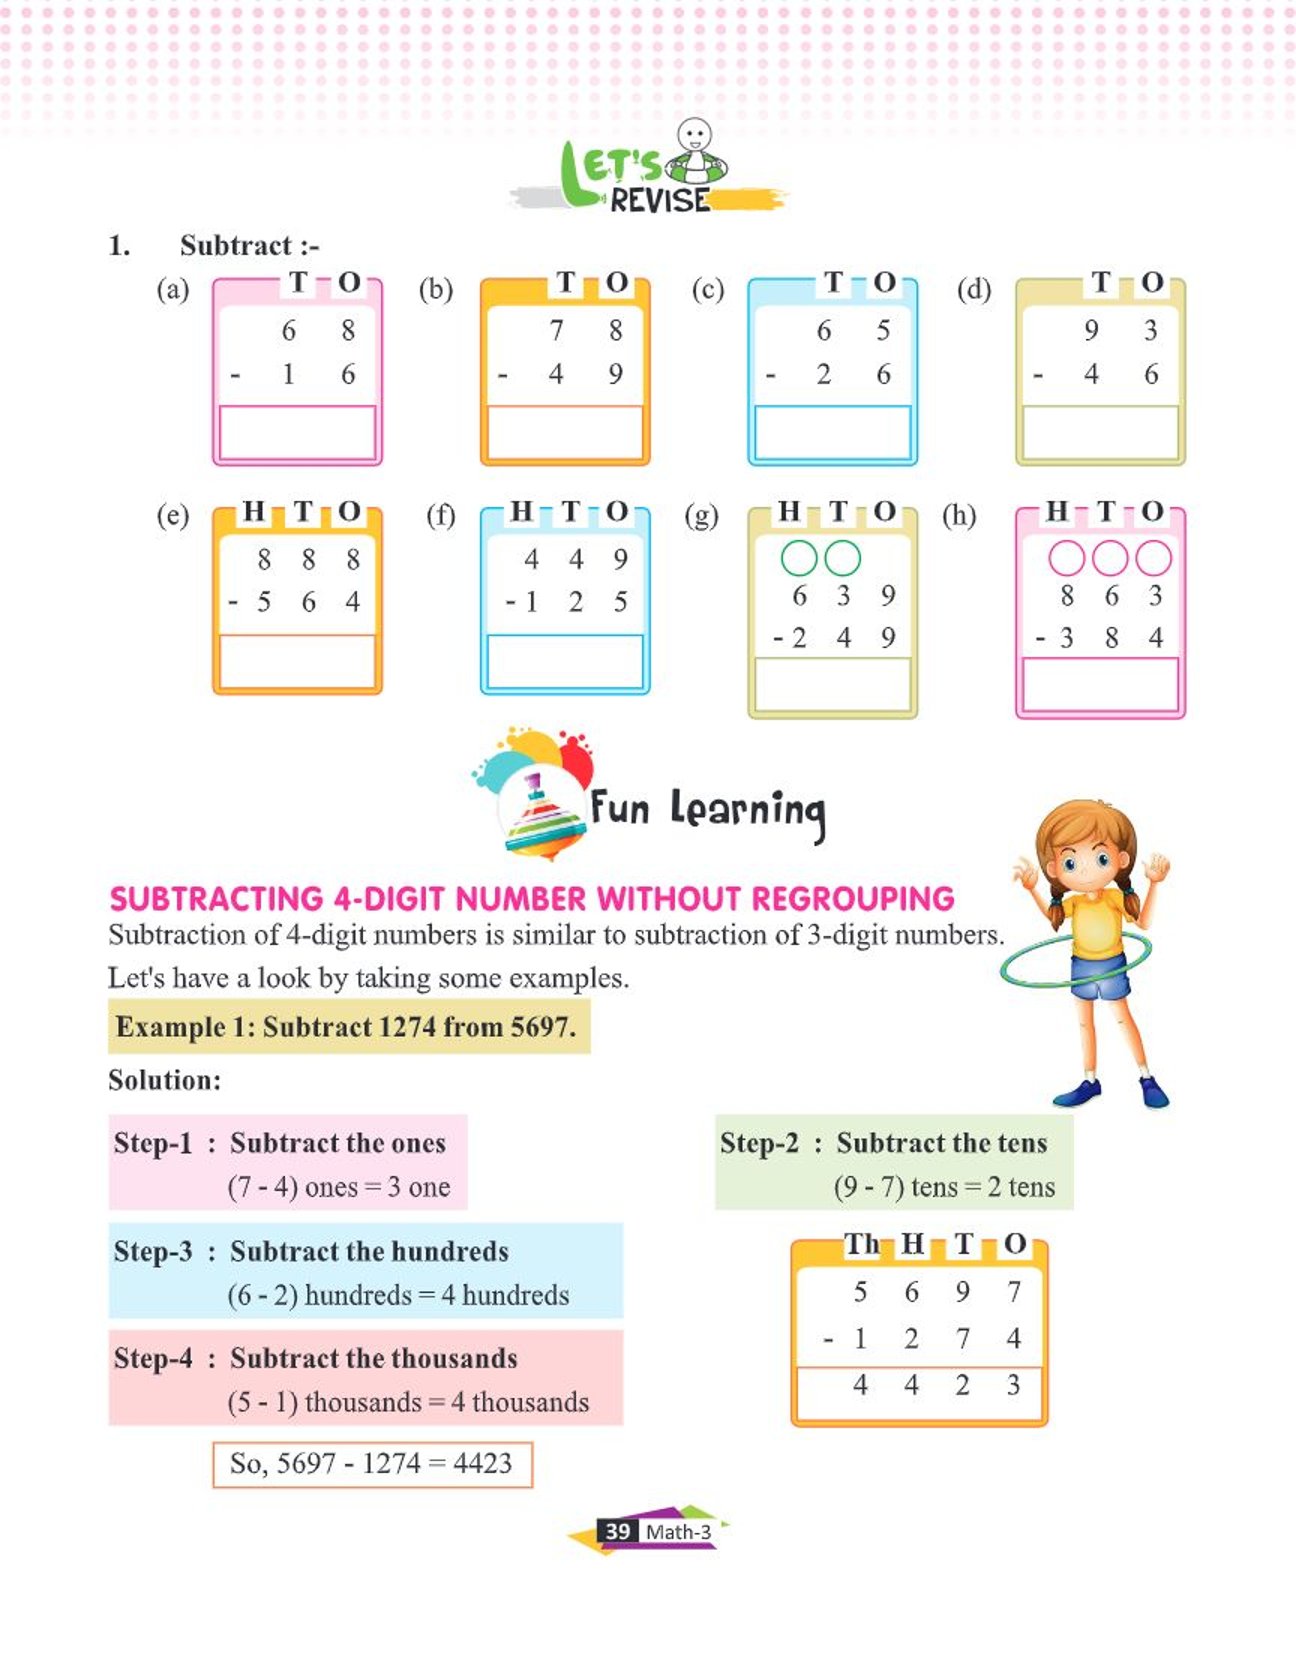 LET'S
REVISE
1. Subtract :-
(a) T O (b) T O (c) T O (d) T O
6 8 7 8 6 5 9 3
- 1 6 - 4 9 - 2 6 - 4 6
(e) H T O (f) H T O (g) H T O (h) H T O
8 8 8 4 4 9 6 3 9 8 6 3
- 5 6 4 - 1 2 5 - 2 4 9 - 3 8 4
Fun Learning
SUBTRACTING 4-DIGIT NUMBER WITHOUT REGROUPING
Subtraction of 4-digit numbers is similar to subtraction of 3-digit numbers.
Let's have a look by taking some examples.
Example 1: Subtract 1274 from 5697.
Solution:
Step-1 : Subtract the ones
(7 - 4) ones = 3 one
Step-2 : Subtract the tens
(9 - 7) tens = 2 tens
Step-3 : Subtract the hundreds
(6 - 2) hundreds = 4 hundreds
Step-4 : Subtract the thousands
(5 - 1) thousands = 4 thousands
Th H T O
5 6 9 7
- 1 2 7 4
4 4 2 3
So, 5697 - 1274 = 4423
39 Math-3